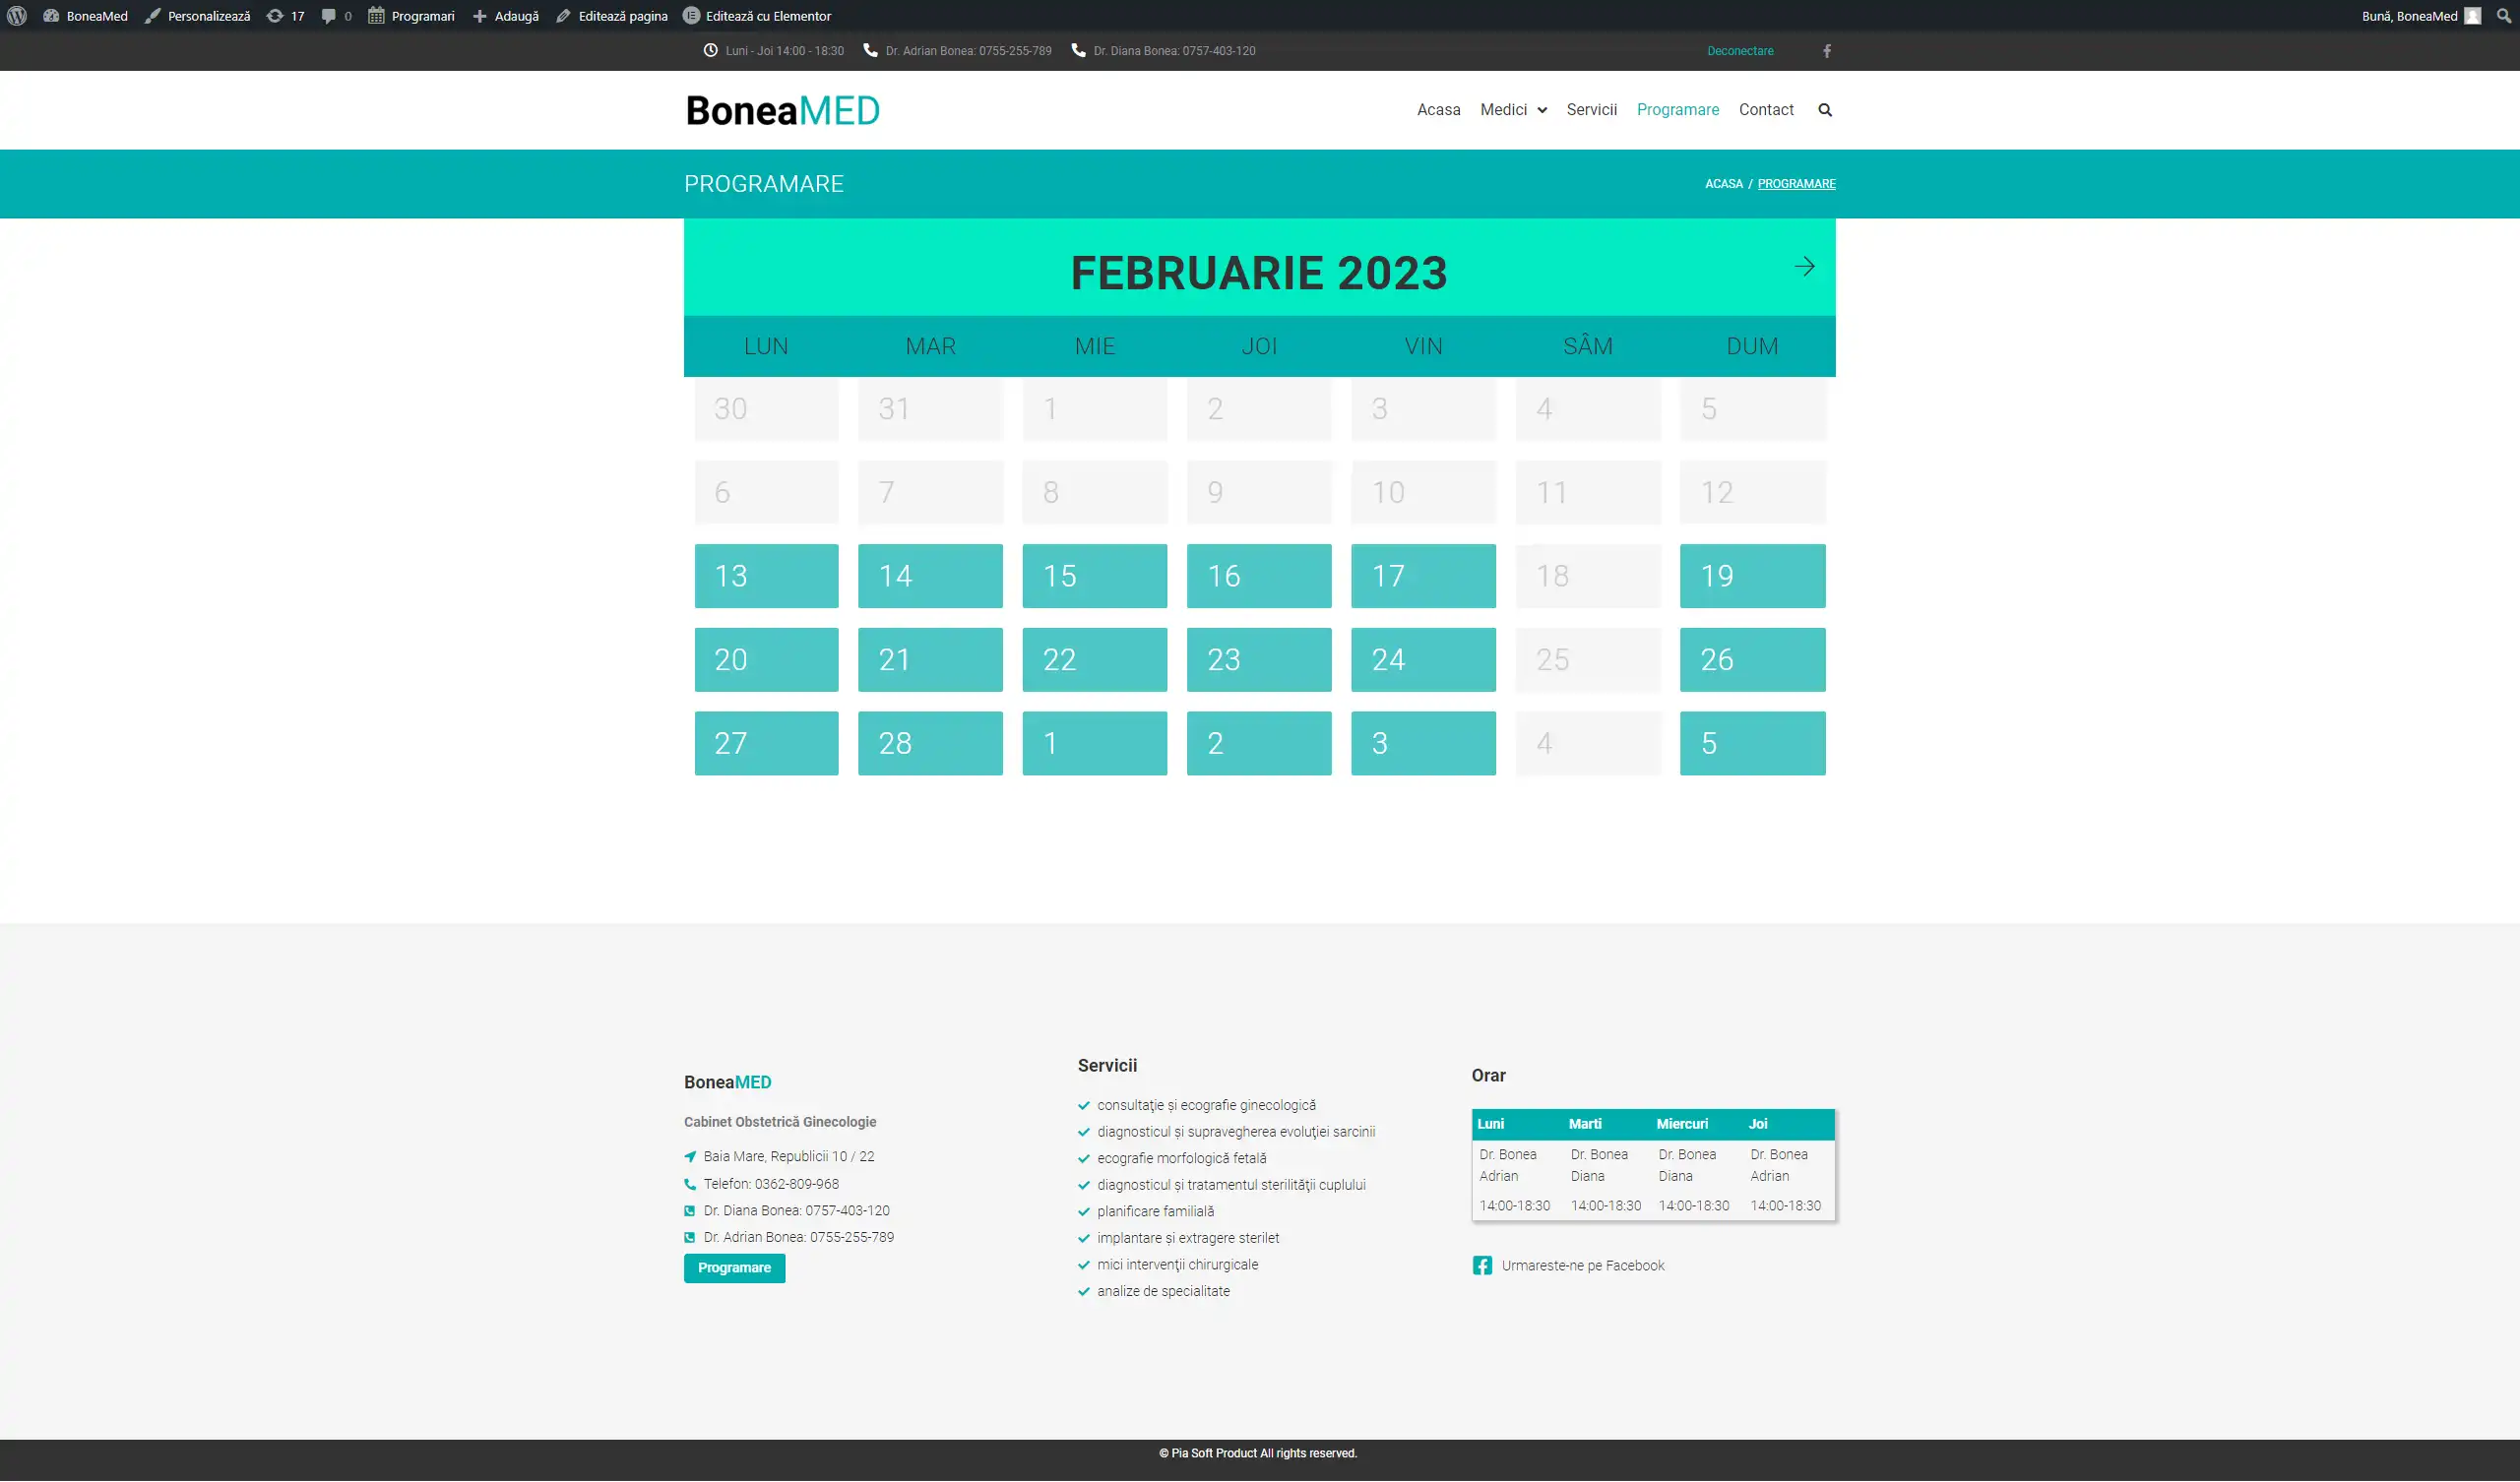 BoneaMed Personalizează 17 0 Programari Adaugă Editează pagina Editează cu Elementor Bună, BoneaMed
Luni - Joi 14:00 - 18:30 Dr. Adrian Bonea: 0755-255-789 Dr. Diana Bonea: 0757-403-120 Deconectare
BoneaMED Acasa Medici Servicii Programare Contact
PROGRAMARE ACASA / PROGRAMARE
FEBRUARIE 2023
LUN MAR MIE JOI VIN SÂM DUM
30 31 1 2 3 4 5
6 7 8 9 10 11 12
13 14 15 16 17 18 19
20 21 22 23 24 25 26
27 28 1 2 3 4 5
BoneaMED
Cabinet Obstetrică Ginecologie
Baia Mare, Republicii 10 / 22
Telefon: 0362-809-968
Dr. Diana Bonea: 0757-403-120
Dr. Adrian Bonea: 0755-255-789
Programare
Servicii
consultaţie și ecografie ginecologică
diagnosticul și supravegherea evoluţiei sarcinii
ecografie morfologică fetală
diagnosticul și tratamentul sterilităţii cuplului
planificare familială
implantare și extragere sterilet
mici intervenţii chirurgicale
analize de specialitate
Orar
Luni Marti Miercuri Joi
Dr. Bonea Dr. Bonea Dr. Bonea Dr. Bonea
Adrian Diana Diana Adrian
14:00-18:30 14:00-18:30 14:00-18:30 14:00-18:30
Urmareste-ne pe Facebook
© Pia Soft Product All rights reserved.